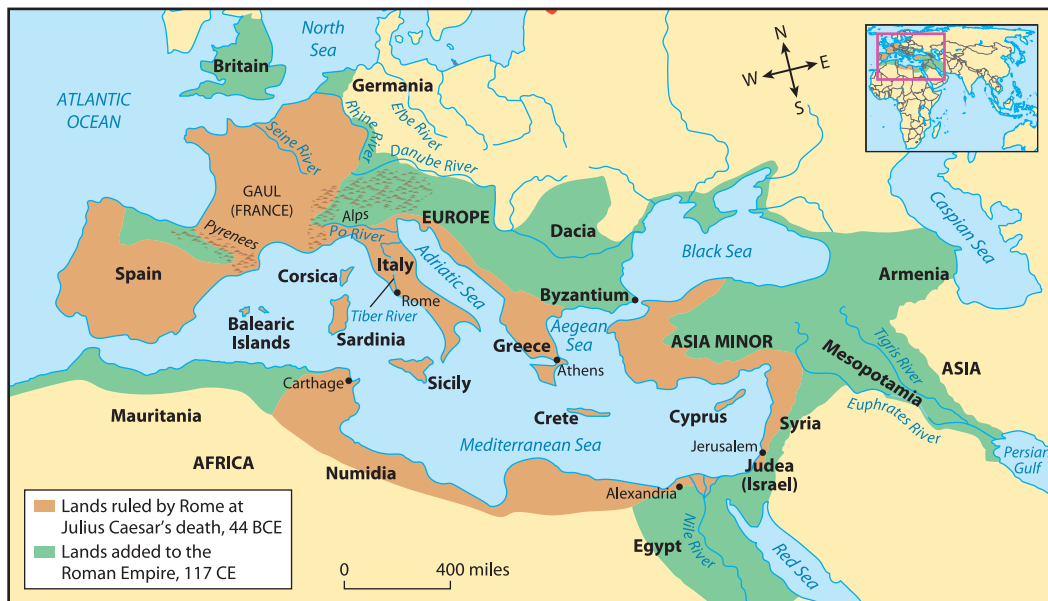 North
Sea
Britain
ATLANTIC
OCEAN
Germania
Elbe River
Rhine River
Seine River
Danube River
N
W
E
S
GAUL
(FRANCE)
Alps
EUROPE
Dacia
Po River
Pyrenees
Spain
Corsica
Italy
Adriatic Sea
Black Sea
Caspian Sea
Armenia
Rome
Tiber River
Byzantium
Balearic
Islands
Sardinia
Greece
Aegean
Sea
ASIA MINOR
Tigris River
Mesopotamia
ASIA
Athens
Carthage
Sicily
Mauritania
Crete
Cyprus
Syria
Euphrates River
Mediterranean Sea
Jerusalem
Judea
(Israel)
Persian
Gulf
AFRICA
Numidia
Alexandria
Egypt
Nile River
Red Sea
Lands ruled by Rome at
Julius Caesar's death, 44 BCE
Lands added to the
Roman Empire, 117 CE
0
400 miles